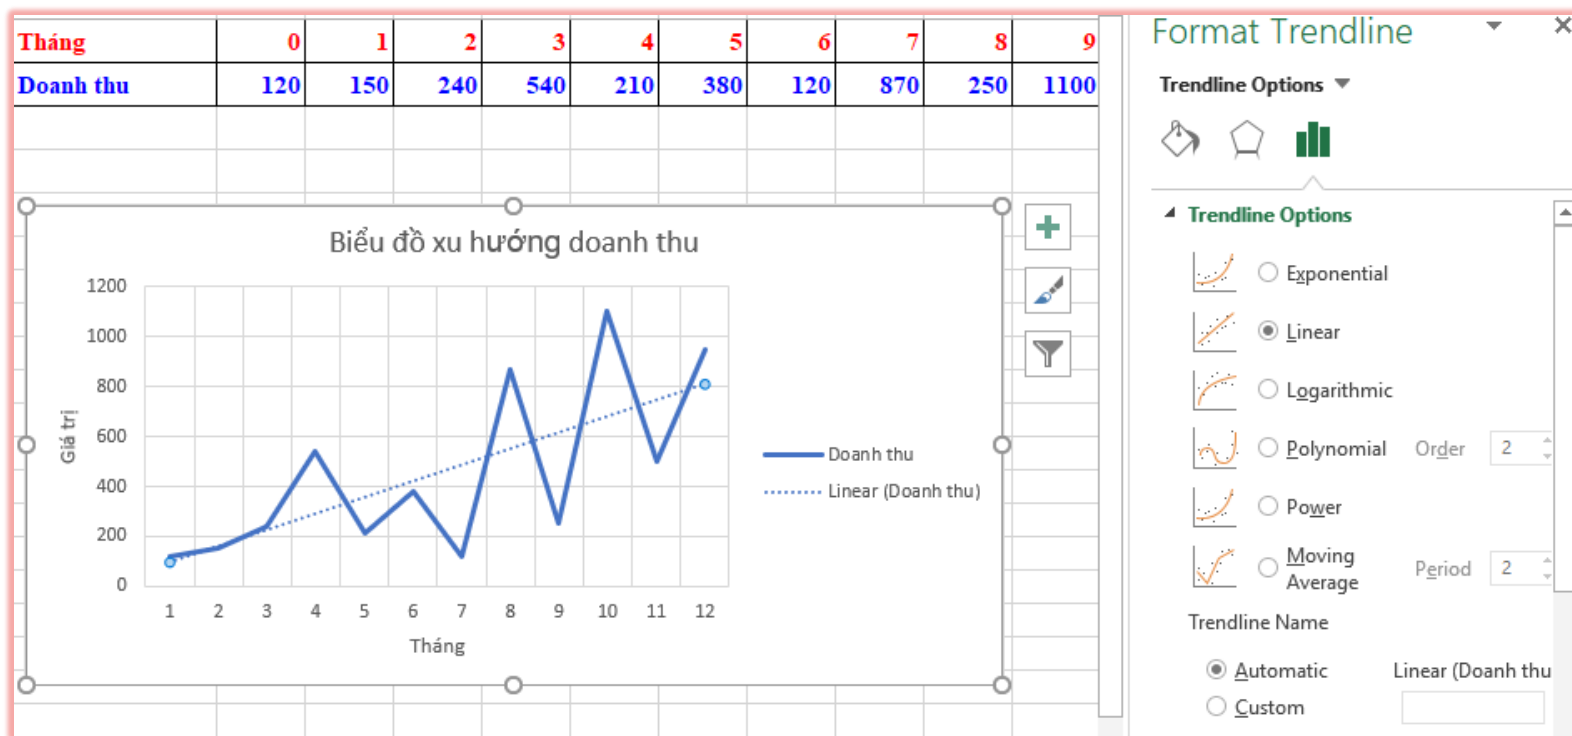 Tháng 0 1 2 3 4 5 6 7 8 9
Doanh thu 120 150 240 540 210 380 120 870 250 1100
Biểu đồ xu hướng doanh thu
1200
1000
800
600
400
200
0
Giá trị
1 2 3 4 5 6 7 8 9 10 11 12
Tháng
Doanh thu
Linear (Doanh thu)
Format Trendline
Trendline Options
Trendline Options
Exponential
Linear
Logarithmic
Polynomial Order 2
Power
Moving Average Period 2
Trendline Name
Automatic Linear (Doanh thu
Custom